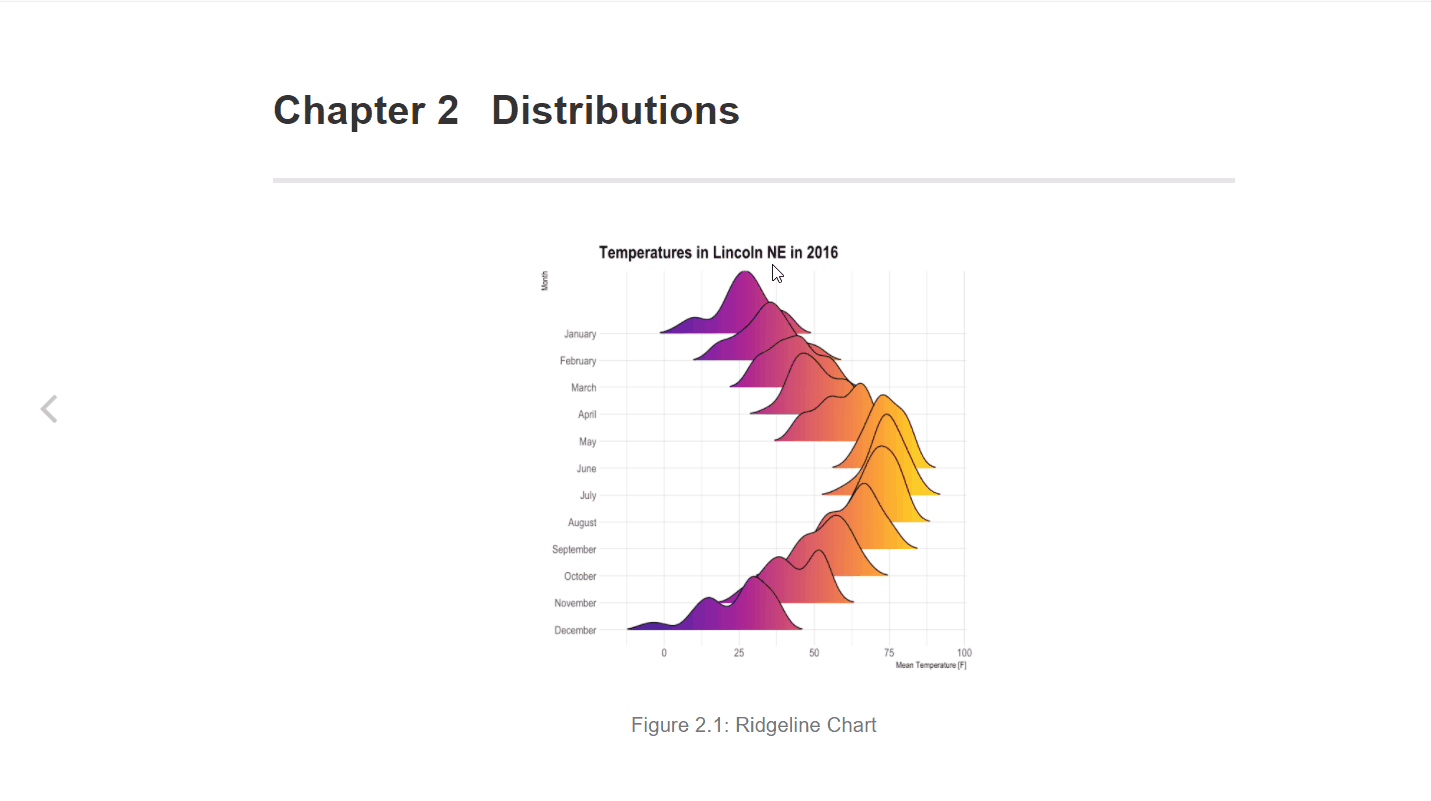 Chapter 2 Distributions
Temperatures in Lincoln NE in 2016
Month
January
February
March
April
May
June
July
August
September
October
November
December
0 25 50 75 100
Mean Temperature [F]
Figure 2.1: Ridgeline Chart